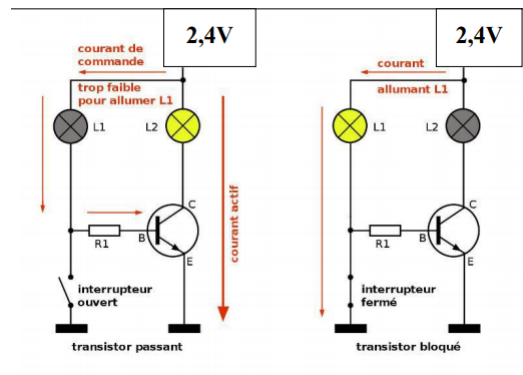 2,4V
courant de
commande
trop faible
pour allumer L1
L1
L2
C
R1
B
E
courant actif
interrupteur
ouvert
transistor passant
2,4V
courant
allumant L1
L1
L2
C
R1
B
E
interrupteur
fermé
transistor bloqué